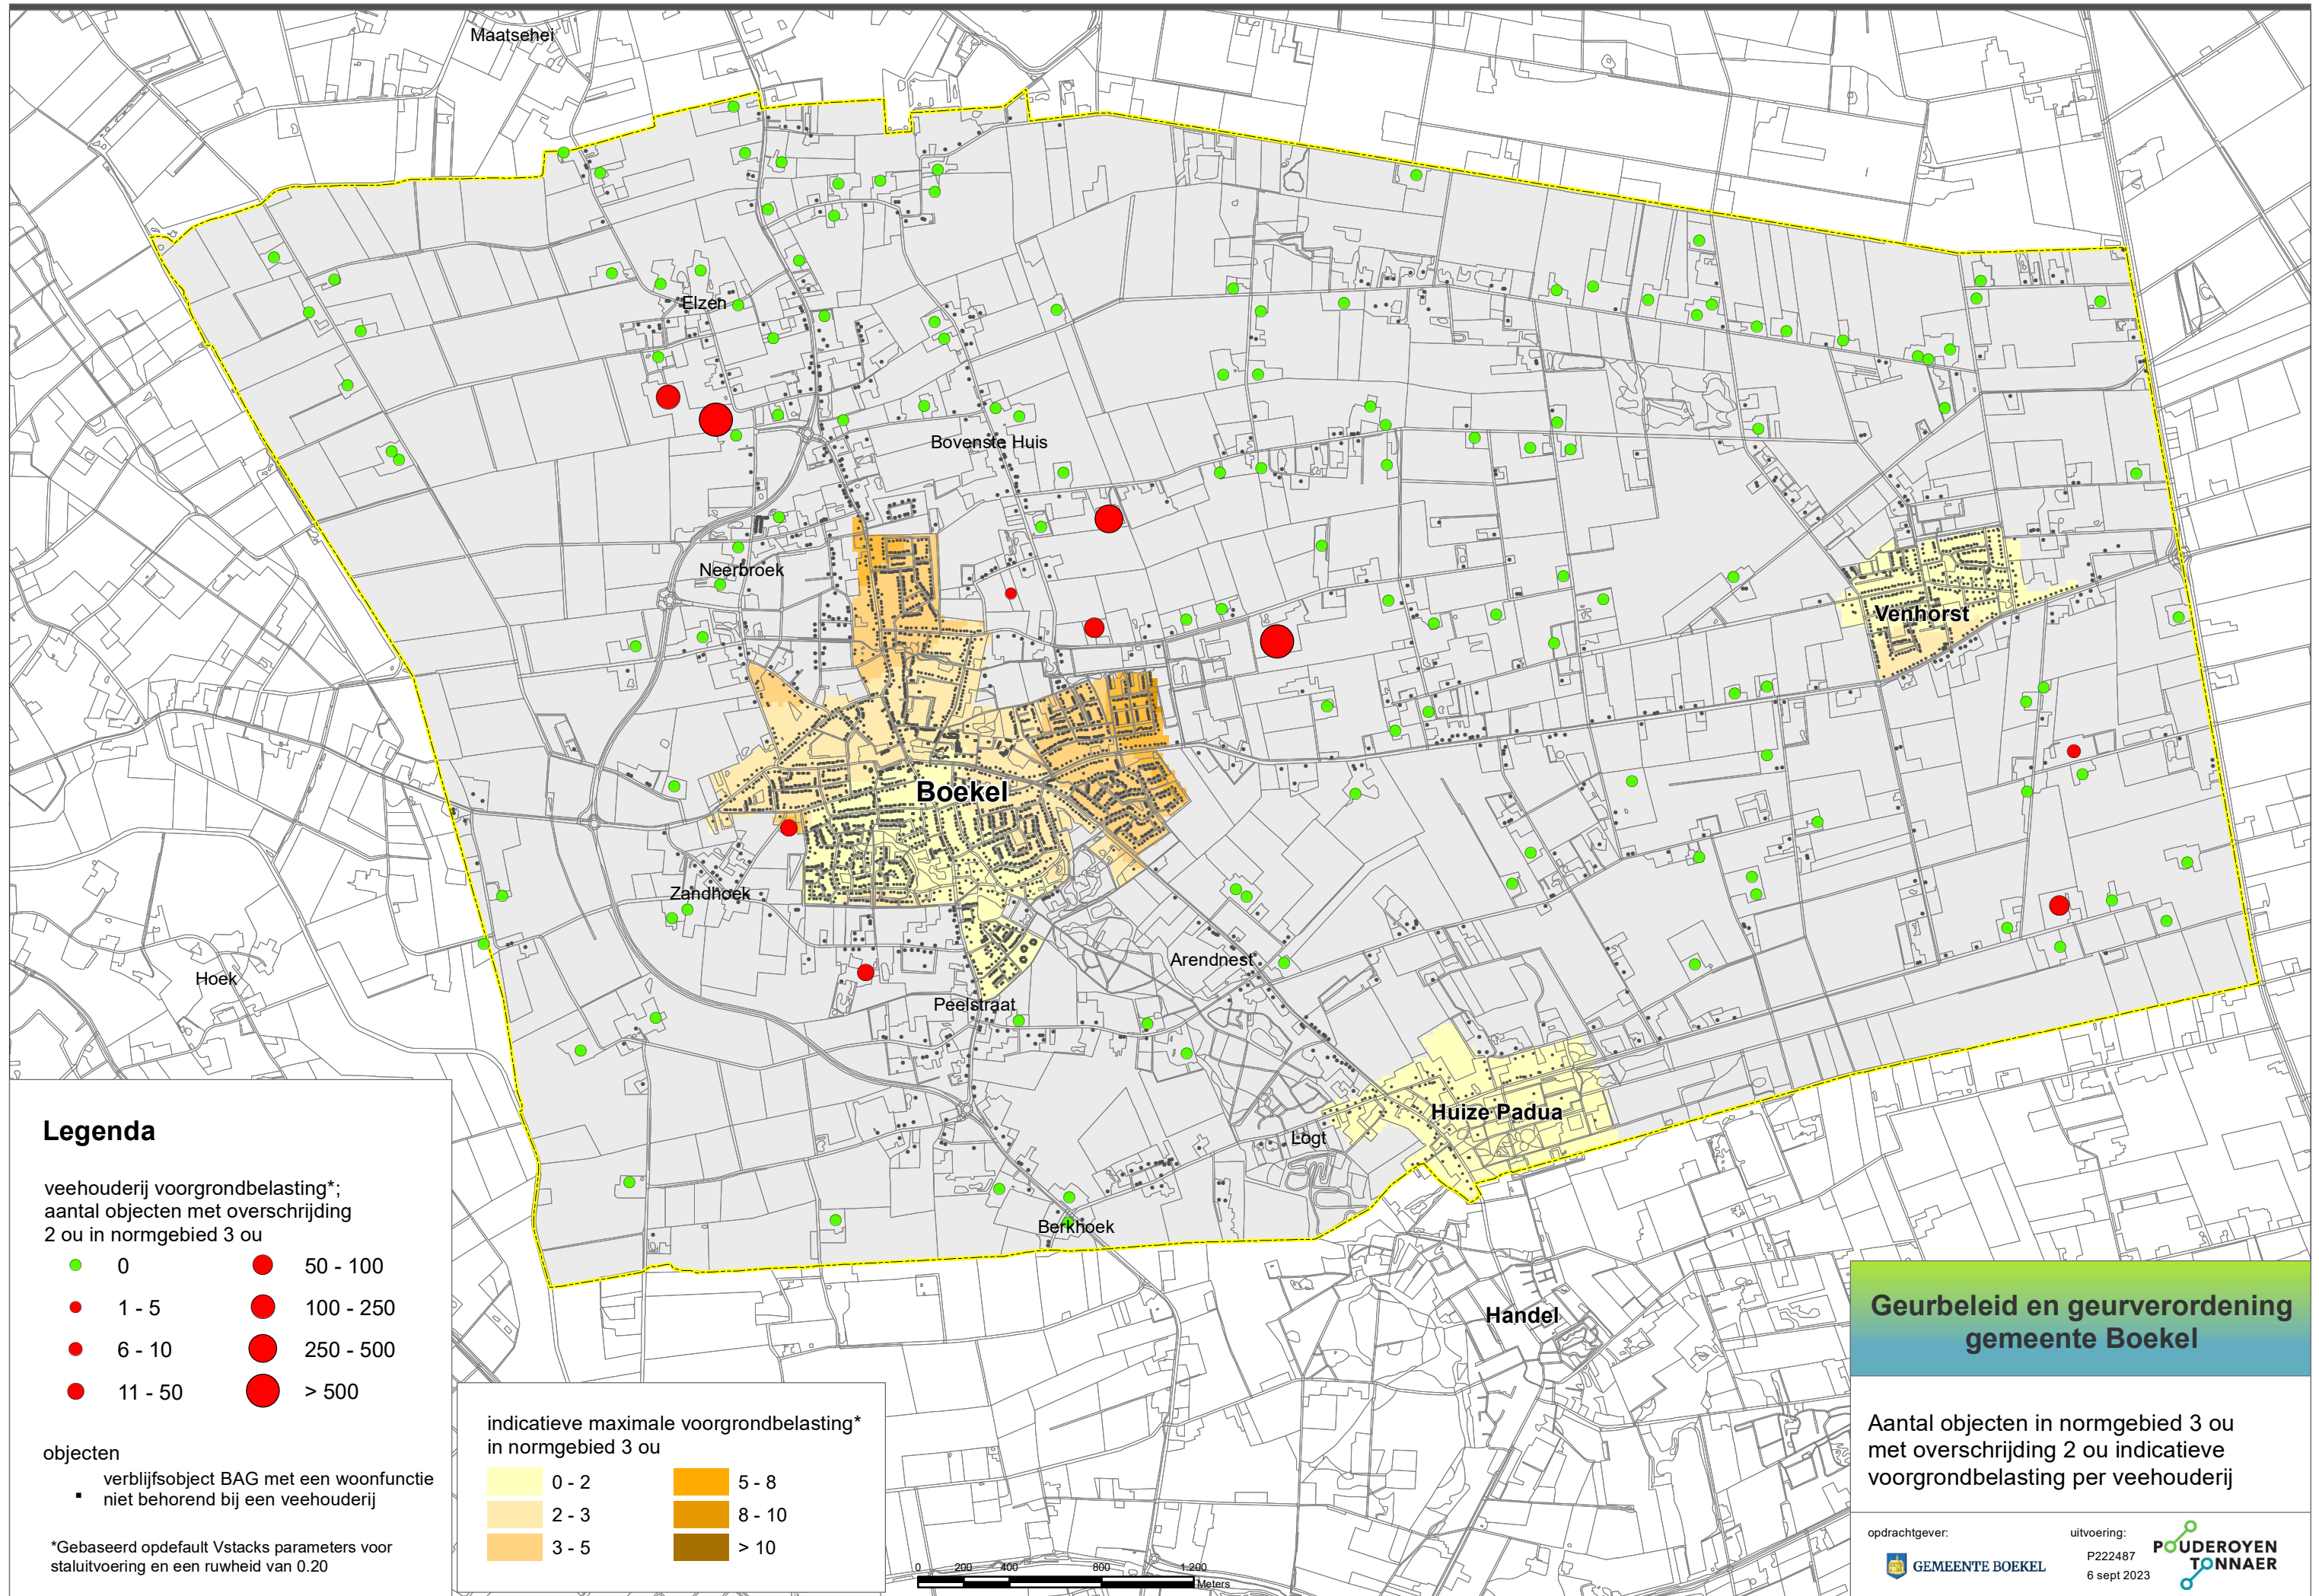 Maatsehei
Elzen
Bovenste Huis
Neerbroek
Venhorst
Boekel
Zandhoek
Arendnest
Hoek
Peelstraat
Huize Padua
Logt
Berkhoek
Handel
Legenda
veehouderij voorgrondbelasting*;
aantal objecten met overschrijding
2 ou in normgebied 3 ou
0
1 - 5
6 - 10
11 - 50
50 - 100
100 - 250
250 - 500
> 500
objecten
verblijfsobject BAG met een woonfunctie
niet behorend bij een veehouderij
*Gebaseerd opdefault Vstacks parameters voor
staluitvoering en een ruwheid van 0.20
indicatieve maximale voorgrondbelasting*
in normgebied 3 ou
0 - 2
2 - 3
3 - 5
5 - 8
8 - 10
> 10
0 200 400 800 1.200
Meters
Geurbeleid en geurverordening
gemeente Boekel
Aantal objecten in normgebied 3 ou
met overschrijding 2 ou indicatieve
voorgrondbelasting per veehouderij
opdrachtgever:
GEMEENTE BOEKEL
uitvoering:
P222487
6 sept 2023
POUDEROYEN
TONNAER